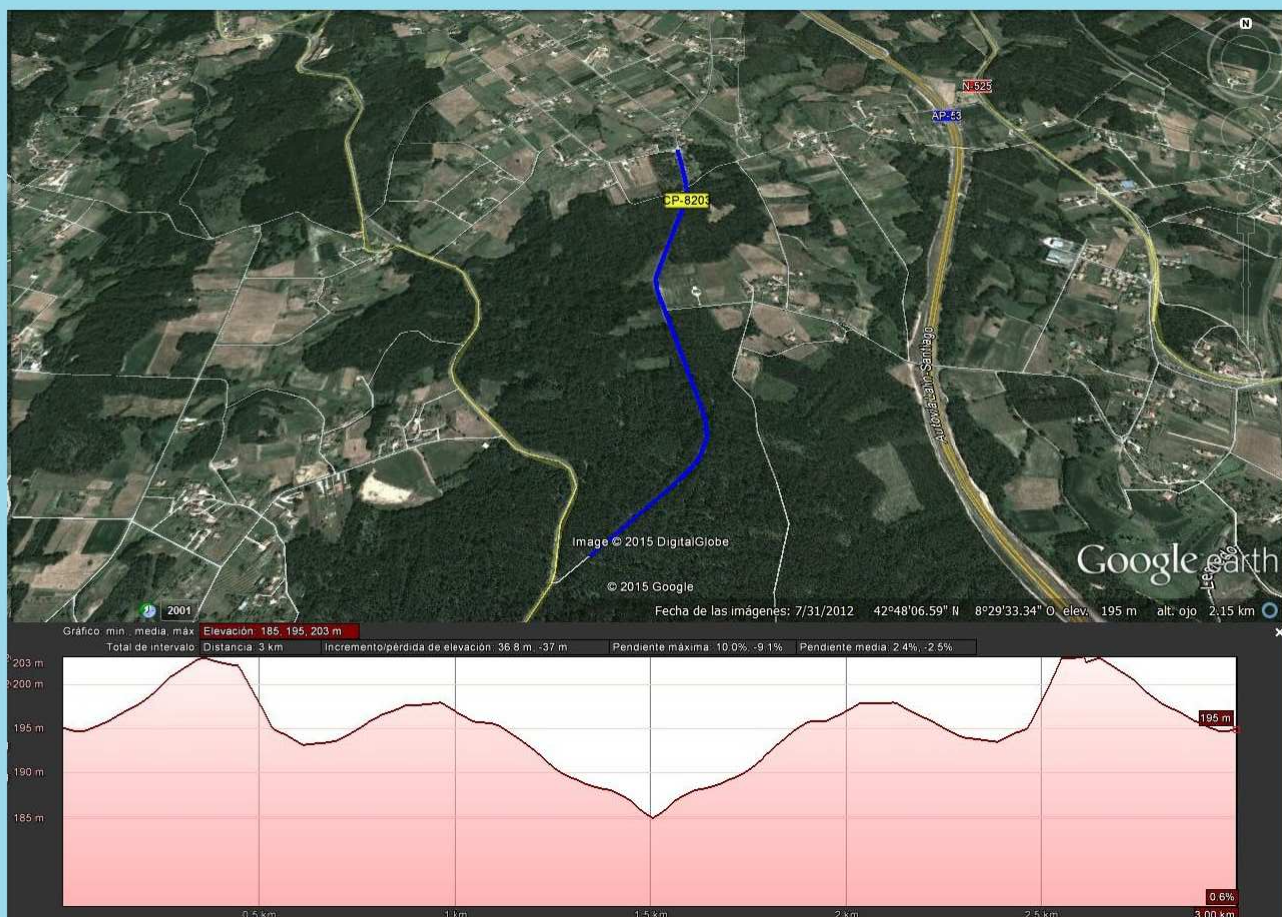 N
N-525
AP-53
CP-8203
Autovía Lalín-Santiago
Image © 2015 DigitalGlobe
© 2015 Google
Google earth
2001
Fecha de las imágenes: 7/31/2012 42º48'06.59" N 8º29'33.34" O elev. 195 m alt. ojo 2.15 km
Gráfico: min., media, máx. Elevación: 185, 195, 203 m
Total de intervalo: Distancia: 3 km Incremento/pérdida de elevación: 36.8 m, -37 m Pendiente máxima: 10.0%, -9.1% Pendiente media: 2.4%, -2.5%
203 m
200 m
195 m
195 m
190 m
185 m
0.6%
0.5 km 1 km 1.5 km 2 km 2.5 km 3.00 km